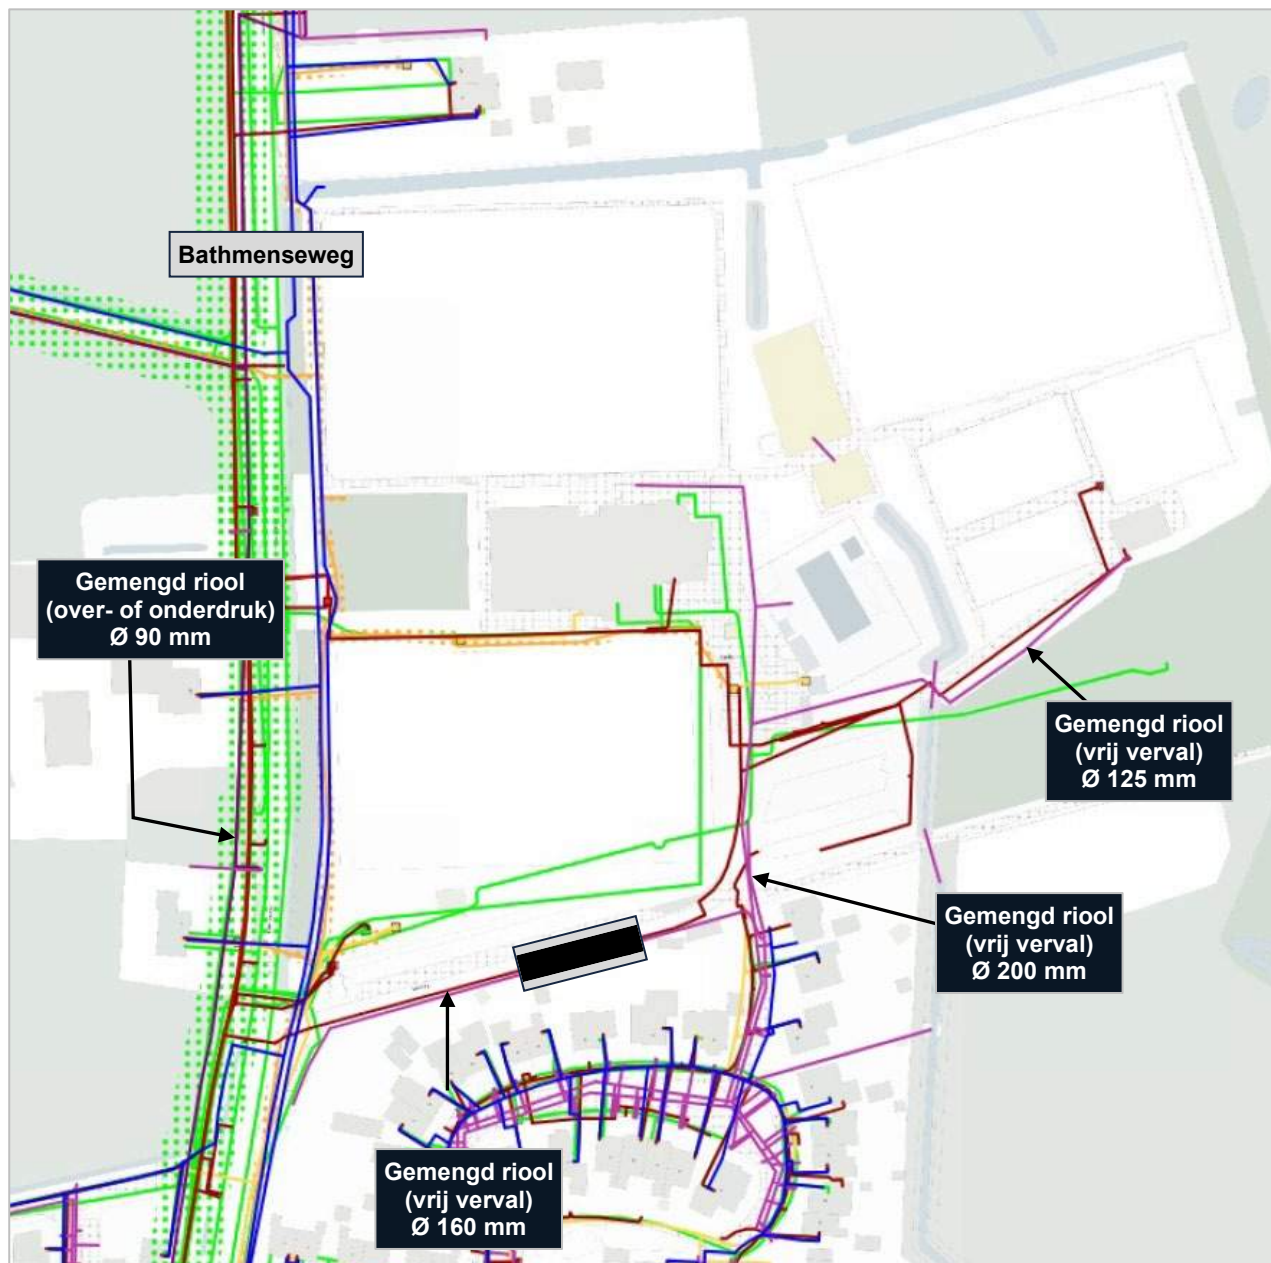 Bathmenseweg
Gemengd riool
(over- of onderdruk)
Ø 90 mm
Gemengd riool
(vrij verval)
Ø 125 mm
Gemengd riool
(vrij verval)
Ø 200 mm
Gemengd riool
(vrij verval)
Ø 160 mm